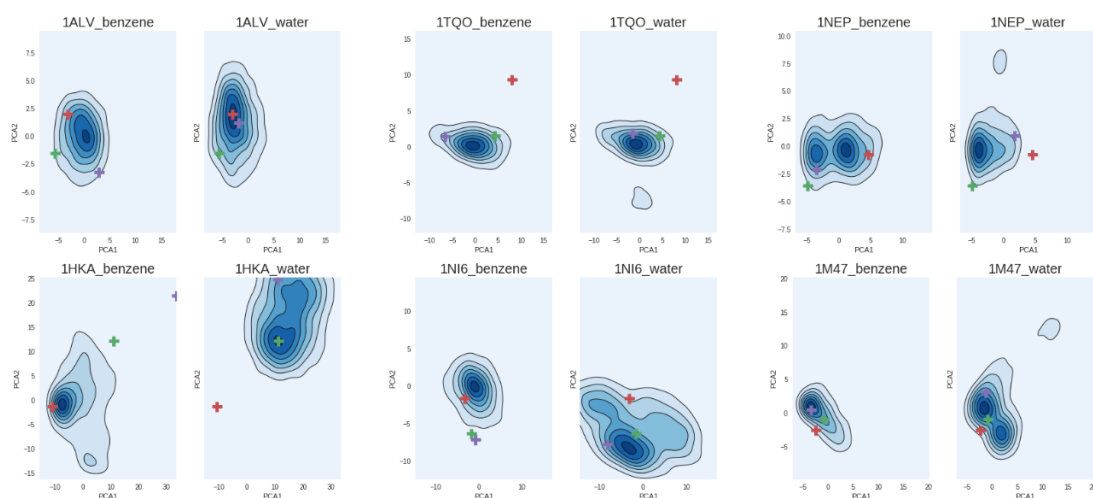 1ALV_benzene 1ALV_water 1TQO_benzene 1TQO_water 1NEP_benzene 1NEP_water
7.5 5.0 2.5 0.0 −2.5 −5.0 −7.5
PCA2
−5 0 5 10 15
PCA1
−5 0 5 10 15
PCA1
15 10 5 0 −5 −10
PCA2
−10 −5 0 5 10 15
PCA1
−10 −5 0 5 10 15
PCA1
10.0 7.5 5.0 2.5 0.0 −2.5 −5.0 −7.5
PCA2
−5 0 5 10
PCA1
−5 0 5 10
PCA1
1HKA_benzene 1HKA_water 1NI6_benzene 1NI6_water 1M47_benzene 1M47_water
25 20 15 10 5 0 −5 −10 −15
PCA2
−10 0 10 20 30
PCA1
−10 0 10 20 30
PCA1
10 5 0 −5 −10
PCA2
−10 0 10
PCA1
0 10
PCA1
20 15 10 5 0 −5
PCA2
−5 0 5 10 15 20
PCA1
−5 0 5 10 15 20
PCA1